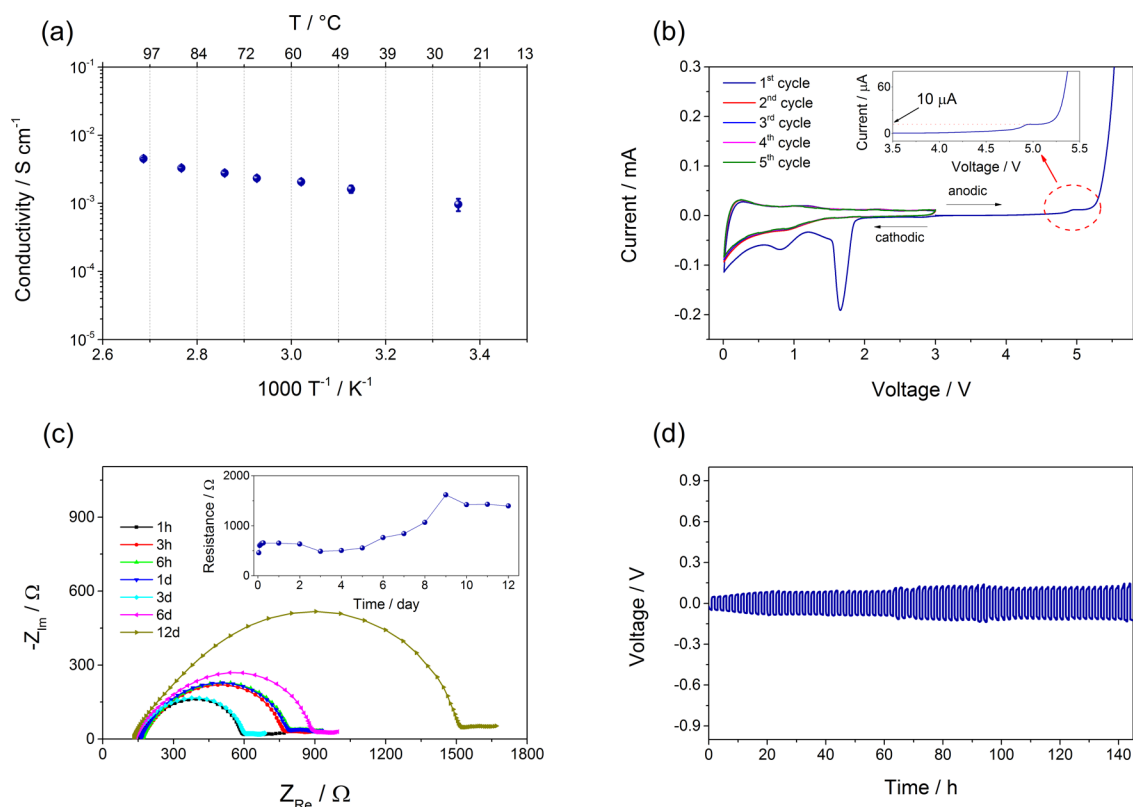 (a)
T / °C
97 84 72 60 49 39 30 21 13
10⁻¹
10⁻²
10⁻³
10⁻⁴
10⁻⁵
Conductivity / S cm⁻¹
2.6 2.8 3.0 3.2 3.4
1000 T⁻¹ / K⁻¹
(b)
0.3
0.2
0.1
0.0
-0.1
-0.2
Current / mA
1ˢᵗ cycle
2ⁿᵈ cycle
3ʳᵈ cycle
4ᵗʰ cycle
5ᵗʰ cycle
60
0
Current / µA
10 µA
3.5 4.0 4.5 5.0 5.5
Voltage / V
anodic
cathodic
0 1 2 3 4 5
Voltage / V
(c)
900
600
300
0
-Z_Im / Ω
1h
3h
6h
1d
3d
6d
12d
2000
1000
0
Resistance / Ω
0 2 4 6 8 10 12
Time / day
0 300 600 900 1200 1500 1800
Z_Re / Ω
(d)
0.9
0.6
0.3
0.0
-0.3
-0.6
-0.9
Voltage / V
0 20 40 60 80 100 120 140
Time / h